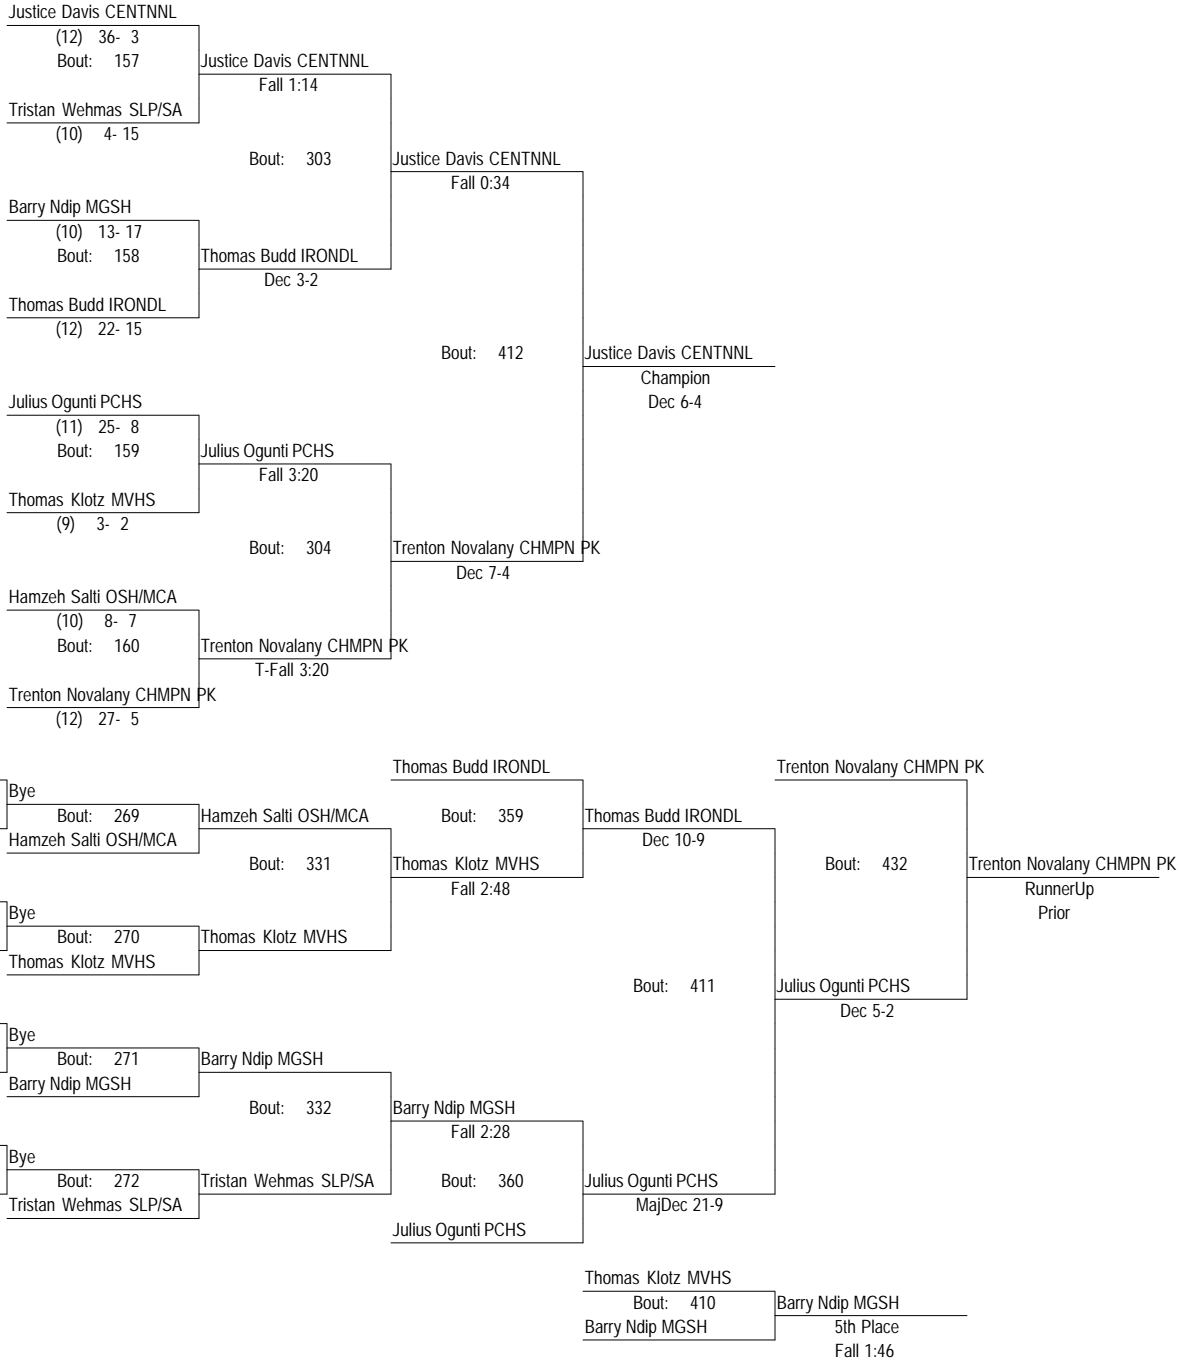 Justice Davis CENTNNL
(12) 36- 3
Bout: 157
Justice Davis CENTNNL
Fall 1:14
Tristan Wehmas SLP/SA
(10) 4- 15
Bout: 303
Justice Davis CENTNNL
Fall 0:34
Barry Ndip MGSH
(10) 13- 17
Bout: 158
Thomas Budd IRONDL
Dec 3-2
Thomas Budd IRONDL
(12) 22- 15
Bout: 412
Justice Davis CENTNNL
Champion
Dec 6-4
Julius Ogunti PCHS
(11) 25- 8
Bout: 159
Julius Ogunti PCHS
Fall 3:20
Thomas Klotz MVHS
(9) 3- 2
Bout: 304
Trenton Novalany CHMPN PK
Dec 7-4
Hamzeh Salti OSH/MCA
(10) 8- 7
Bout: 160
Trenton Novalany CHMPN PK
T-Fall 3:20
Trenton Novalany CHMPN PK
(12) 27- 5
Thomas Budd IRONDL
Trenton Novalany CHMPN PK
Bye
Bout: 269
Hamzeh Salti OSH/MCA
Bout: 359
Thomas Budd IRONDL
Dec 10-9
Hamzeh Salti OSH/MCA
Bout: 331
Thomas Klotz MVHS
Fall 2:48
Bout: 432
Trenton Novalany CHMPN PK
RunnerUp
Prior
Bye
Bout: 270
Thomas Klotz MVHS
Thomas Klotz MVHS
Bout: 411
Julius Ogunti PCHS
Dec 5-2
Bye
Bout: 271
Barry Ndip MGSH
Barry Ndip MGSH
Bout: 332
Barry Ndip MGSH
Fall 2:28
Bye
Bout: 272
Tristan Wehmas SLP/SA
Bout: 360
Julius Ogunti PCHS
MajDec 21-9
Tristan Wehmas SLP/SA
Julius Ogunti PCHS
Thomas Klotz MVHS
Bout: 410
Barry Ndip MGSH
Barry Ndip MGSH
5th Place
Fall 1:46